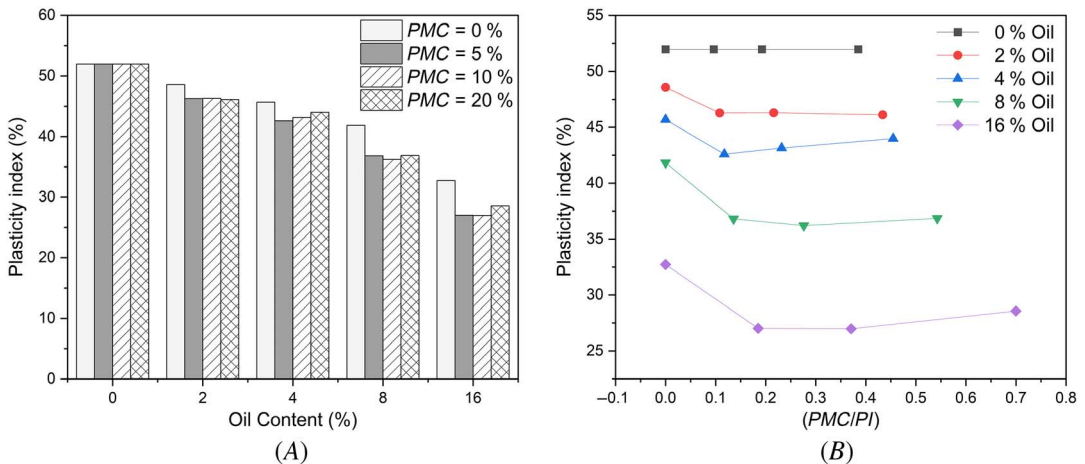 60
50
40
30
20
10
0
Plasticity index (%)
PMC = 0 %
PMC = 5 %
PMC = 10 %
PMC = 20 %
0 2 4 8 16
Oil Content (%)
(A)
55
50
45
40
35
30
25
Plasticity index (%)
0 % Oil
2 % Oil
4 % Oil
8 % Oil
16 % Oil
–0.1 0.0 0.1 0.2 0.3 0.4 0.5 0.6 0.7 0.8
(PMC/PI)
(B)